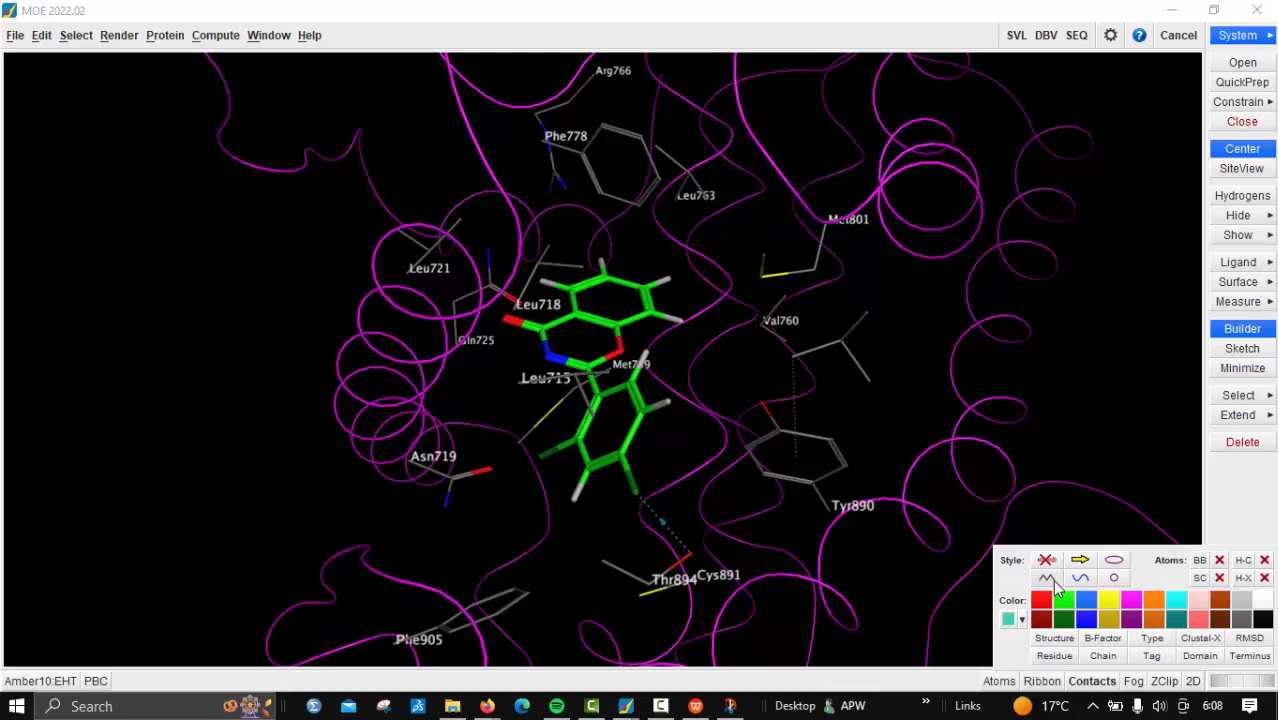 MOE 2022.02
File Edit Select Render Protein Compute Window Help
SVL DBV SEQ Cancel
System
Open
QuickPrep
Constrain
Close
Center
SiteView
Hydrogens
Hide
Show
Ligand
Surface
Measure
Builder
Sketch
Minimize
Select
Extend
Delete
Arg766
Phe778
Leu763
Met801
Leu721
Leu718
Val760
Gln725
Leu715
Asn719
Tyr890
Cys891
Thr894
Phe905
Style: Atoms: BB H-C
SC H-X
Color:
Structure B-Factor Type Clustal-X RMSD
Residue Chain Tag Domain Terminus
Amber10:EHT PBC
Atoms Ribbon Contacts Fog ZClip 2D
Search Desktop APW Links 17°C 6:08